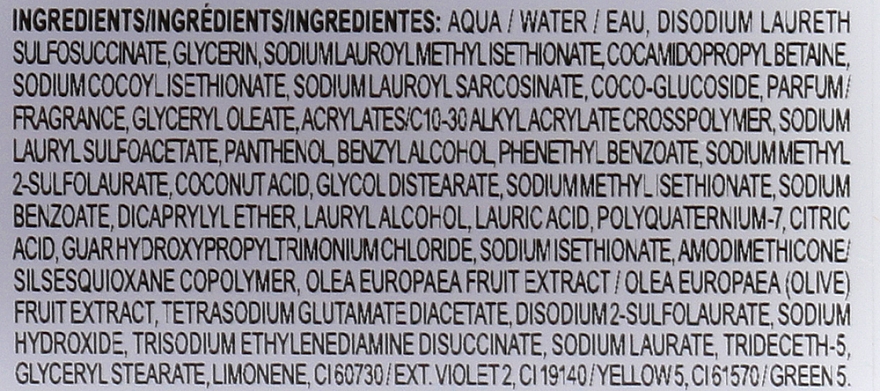 INGREDIENTS/INGRÉDIENTS/INGREDIENTES: AQUA / WATER / EAU, DISODIUM LAURETH
SULFOSUCCINATE, GLYCERIN, SODIUM LAUROYL METHYL ISETHIONATE, COCAMIDOPROPYL BETAINE,
SODIUM COCOYL ISETHIONATE, SODIUM LAUROYL SARCOSINATE, COCO-GLUCOSIDE, PARFUM/
FRAGRANCE, GLYCERYL OLEATE, ACRYLATES/C10-30 ALKYL ACRYLATE CROSSPOLYMER, SODIUM
LAURYL SULFOACETATE, PANTHENOL, BENZYL ALCOHOL, PHENETHYL BENZOATE, SODIUM METHYL
2-SULFOLAURATE, COCONUT ACID, GLYCOL DISTEARATE, SODIUM METHYL ISETHIONATE, SODIUM
BENZOATE, DICAPRYLYL ETHER, LAURYL ALCOHOL, LAURIC ACID, POLYQUATERNIUM-7, CITRIC
ACID, GUAR HYDROXYPROPYLTRIMONIUM CHLORIDE, SODIUM ISETHIONATE, AMODIMETHICONE/
SILSESQUIOXANE COPOLYMER, OLEA EUROPAEA FRUIT EXTRACT / OLEA EUROPAEA (OLIVE)
FRUIT EXTRACT, TETRASODIUM GLUTAMATE DIACETATE, DISODIUM 2-SULFOLAURATE, SODIUM
HYDROXIDE, TRISODIUM ETHYLENEDIAMINE DISUCCINATE, SODIUM LAURATE, TRIDECETH-5,
GLYCERYL STEARATE, LIMONENE, CI 60730 / EXT. VIOLET 2, CI 19140 / YELLOW 5, CI 61570 / GREEN 5.